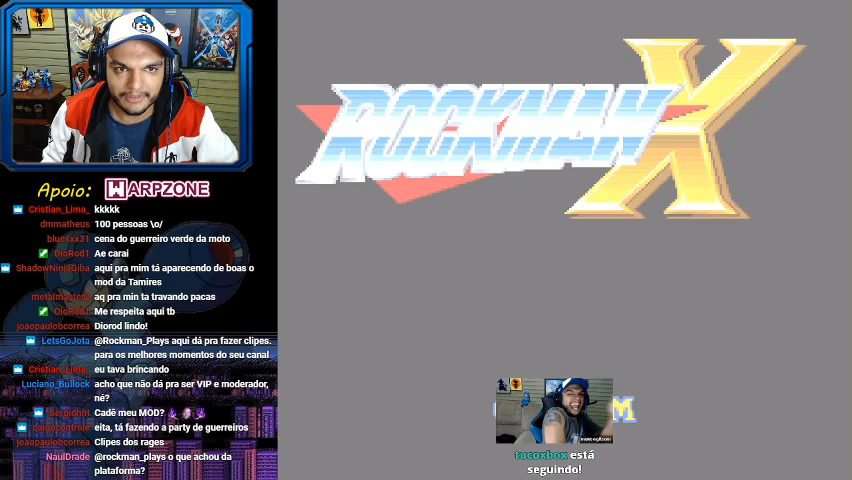 ROCKMAN X
Apoio: WARPZONE
Cristian_Lima_ kkkkk
dmmatheus 100 pessoas \o/
bluesxx31 cena do guerreiro verde da moto
DioRod1 Ae carai
ShadowNinjaGiba aqui pra mim tá aparecendo de boas o
mod da Tamires
aq pra min ta travando pacas
DioRod1 Me respeita aqui tb
joaopaulobcorrea Diorod lindo!
LetsGoJota @Rockman_Plays aqui dá pra fazer clipes.
para os melhores momentos do seu canal
Cristian_Lima_ eu tava brincando
Luciano_Bullock acho que não dá pra ser VIP e moderador,
né?
Sergiohnt Cadê meu MOD?
caiocontrole eita, tá fazendo a party de guerreiros
joaopaulobcorrea Clipes dos rages
NaulDrade @rockman_plays o que achou da
plataforma?
M
makeagif.com
tucoxbox está
seguindo!